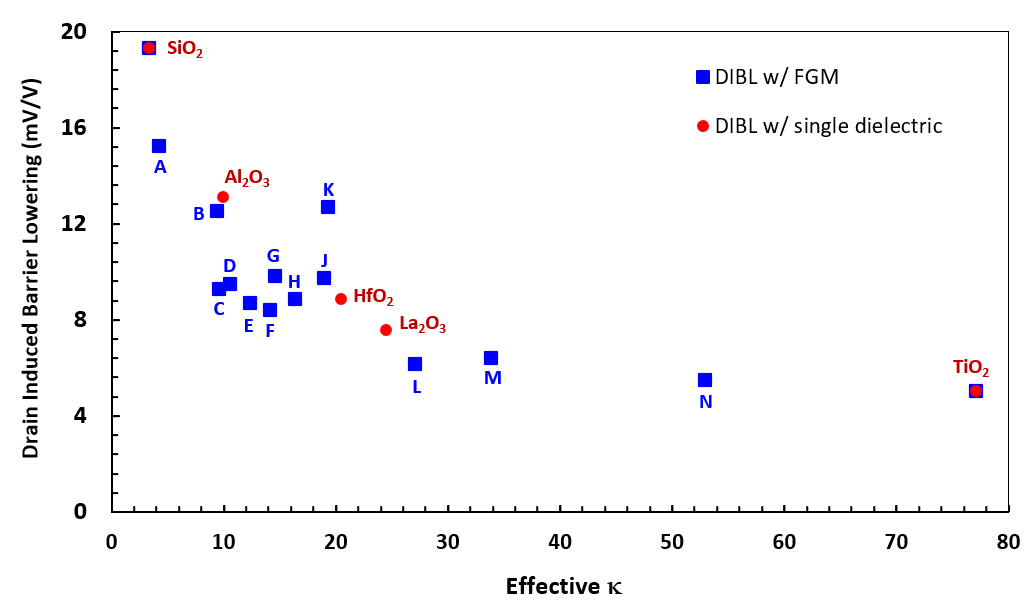 20
SiO₂
DIBL w/ FGM
16
DIBL w/ single dielectric
A
Al₂O₃
K
B
12
G
J
D
H
HfO₂
C
La₂O₃
8
E
F
TiO₂
M
L
N
4
0
0 10 20 30 40 50 60 70 80
Drain Induced Barrier Lowering (mV/V)
Effective κ